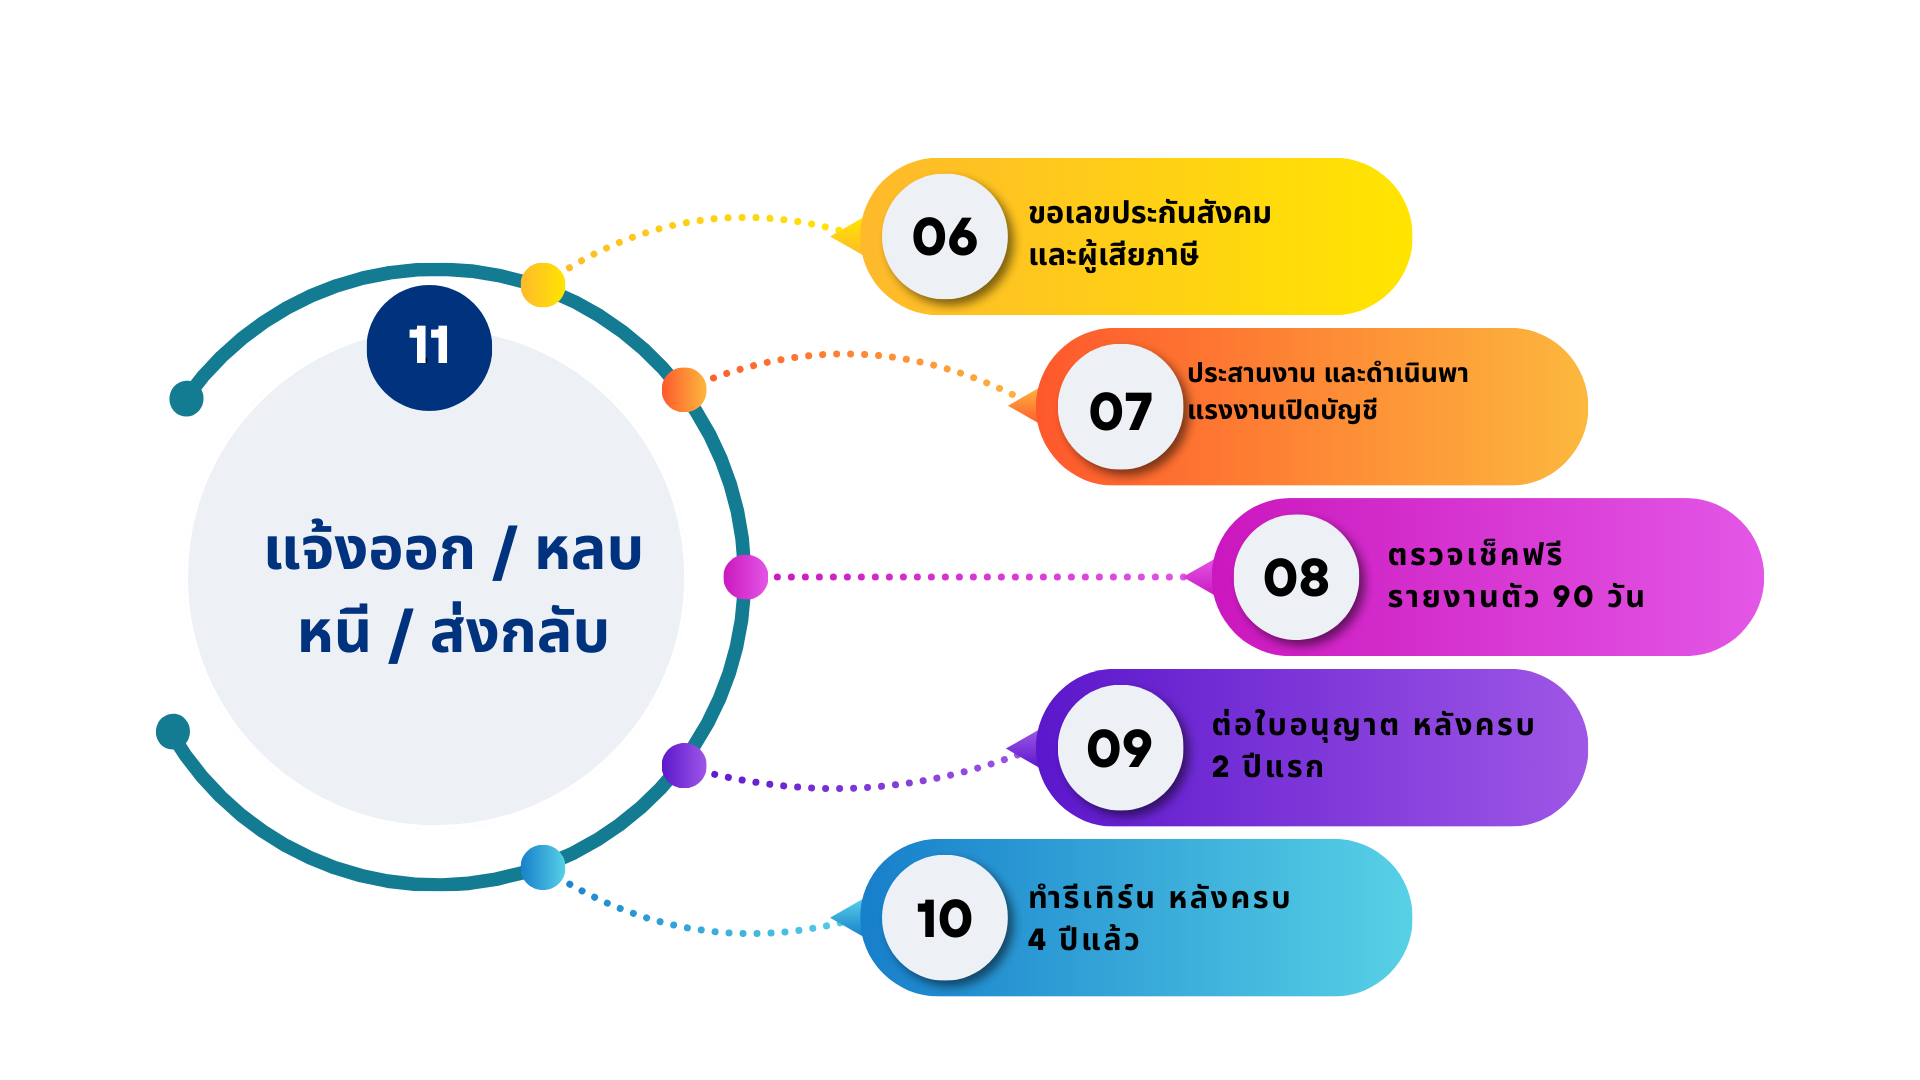 06
ขอเลขประกันสังคม
และผู้เสียภาษี
07
ประสานงาน และดำเนินพา
แรงงานเปิดบัญชี
08
ตรวจเช็คฟรี
รายงานตัว 90 วัน
09
ต่อใบอนุญาต หลังครบ
2 ปีแรก
10
ทำรีเทิร์น หลังครบ
4 ปีแล้ว
11
แจ้งออก / หลบ
หนี / ส่งกลับ